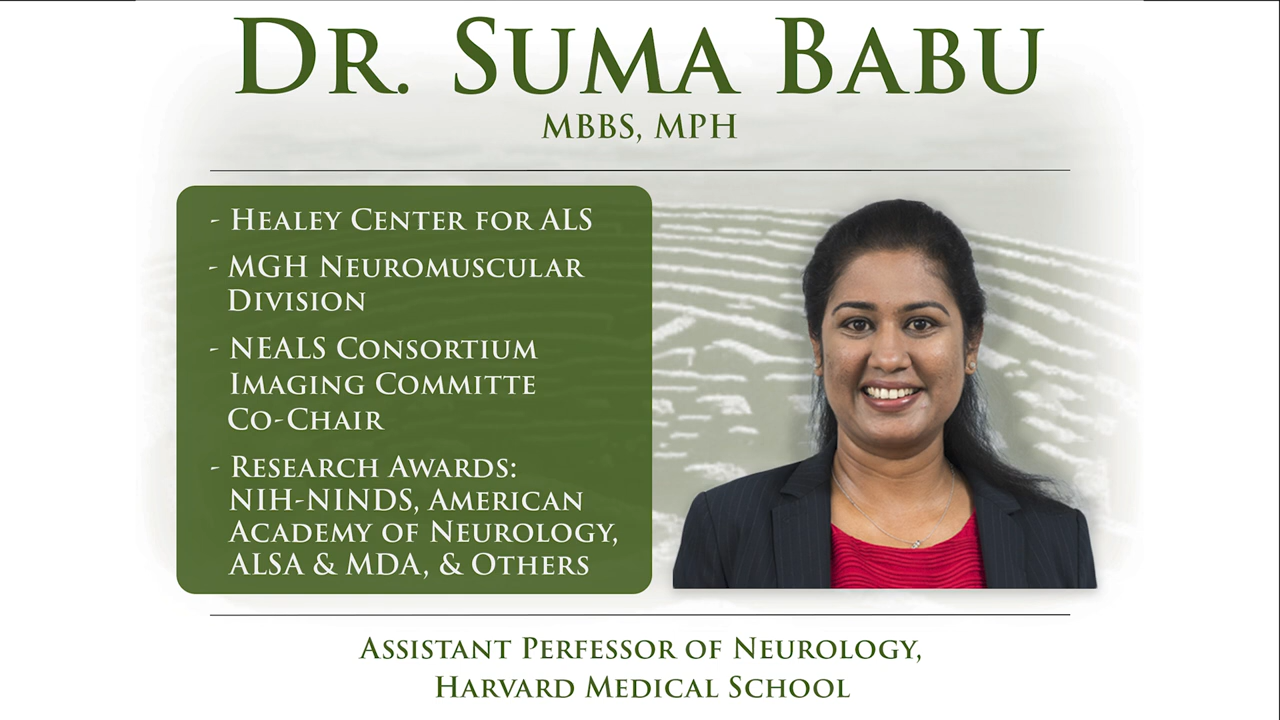 Dr. Suma Babu
MBBS, MPH
- Healey Center for ALS
- MGH Neuromuscular
Division
- NEALS Consortium
Imaging Committe
Co-Chair
- Research Awards:
NIH-NINDS, American
Academy of Neurology,
ALSA & MDA, & Others
Assistant Perfessor of Neurology,
Harvard Medical School